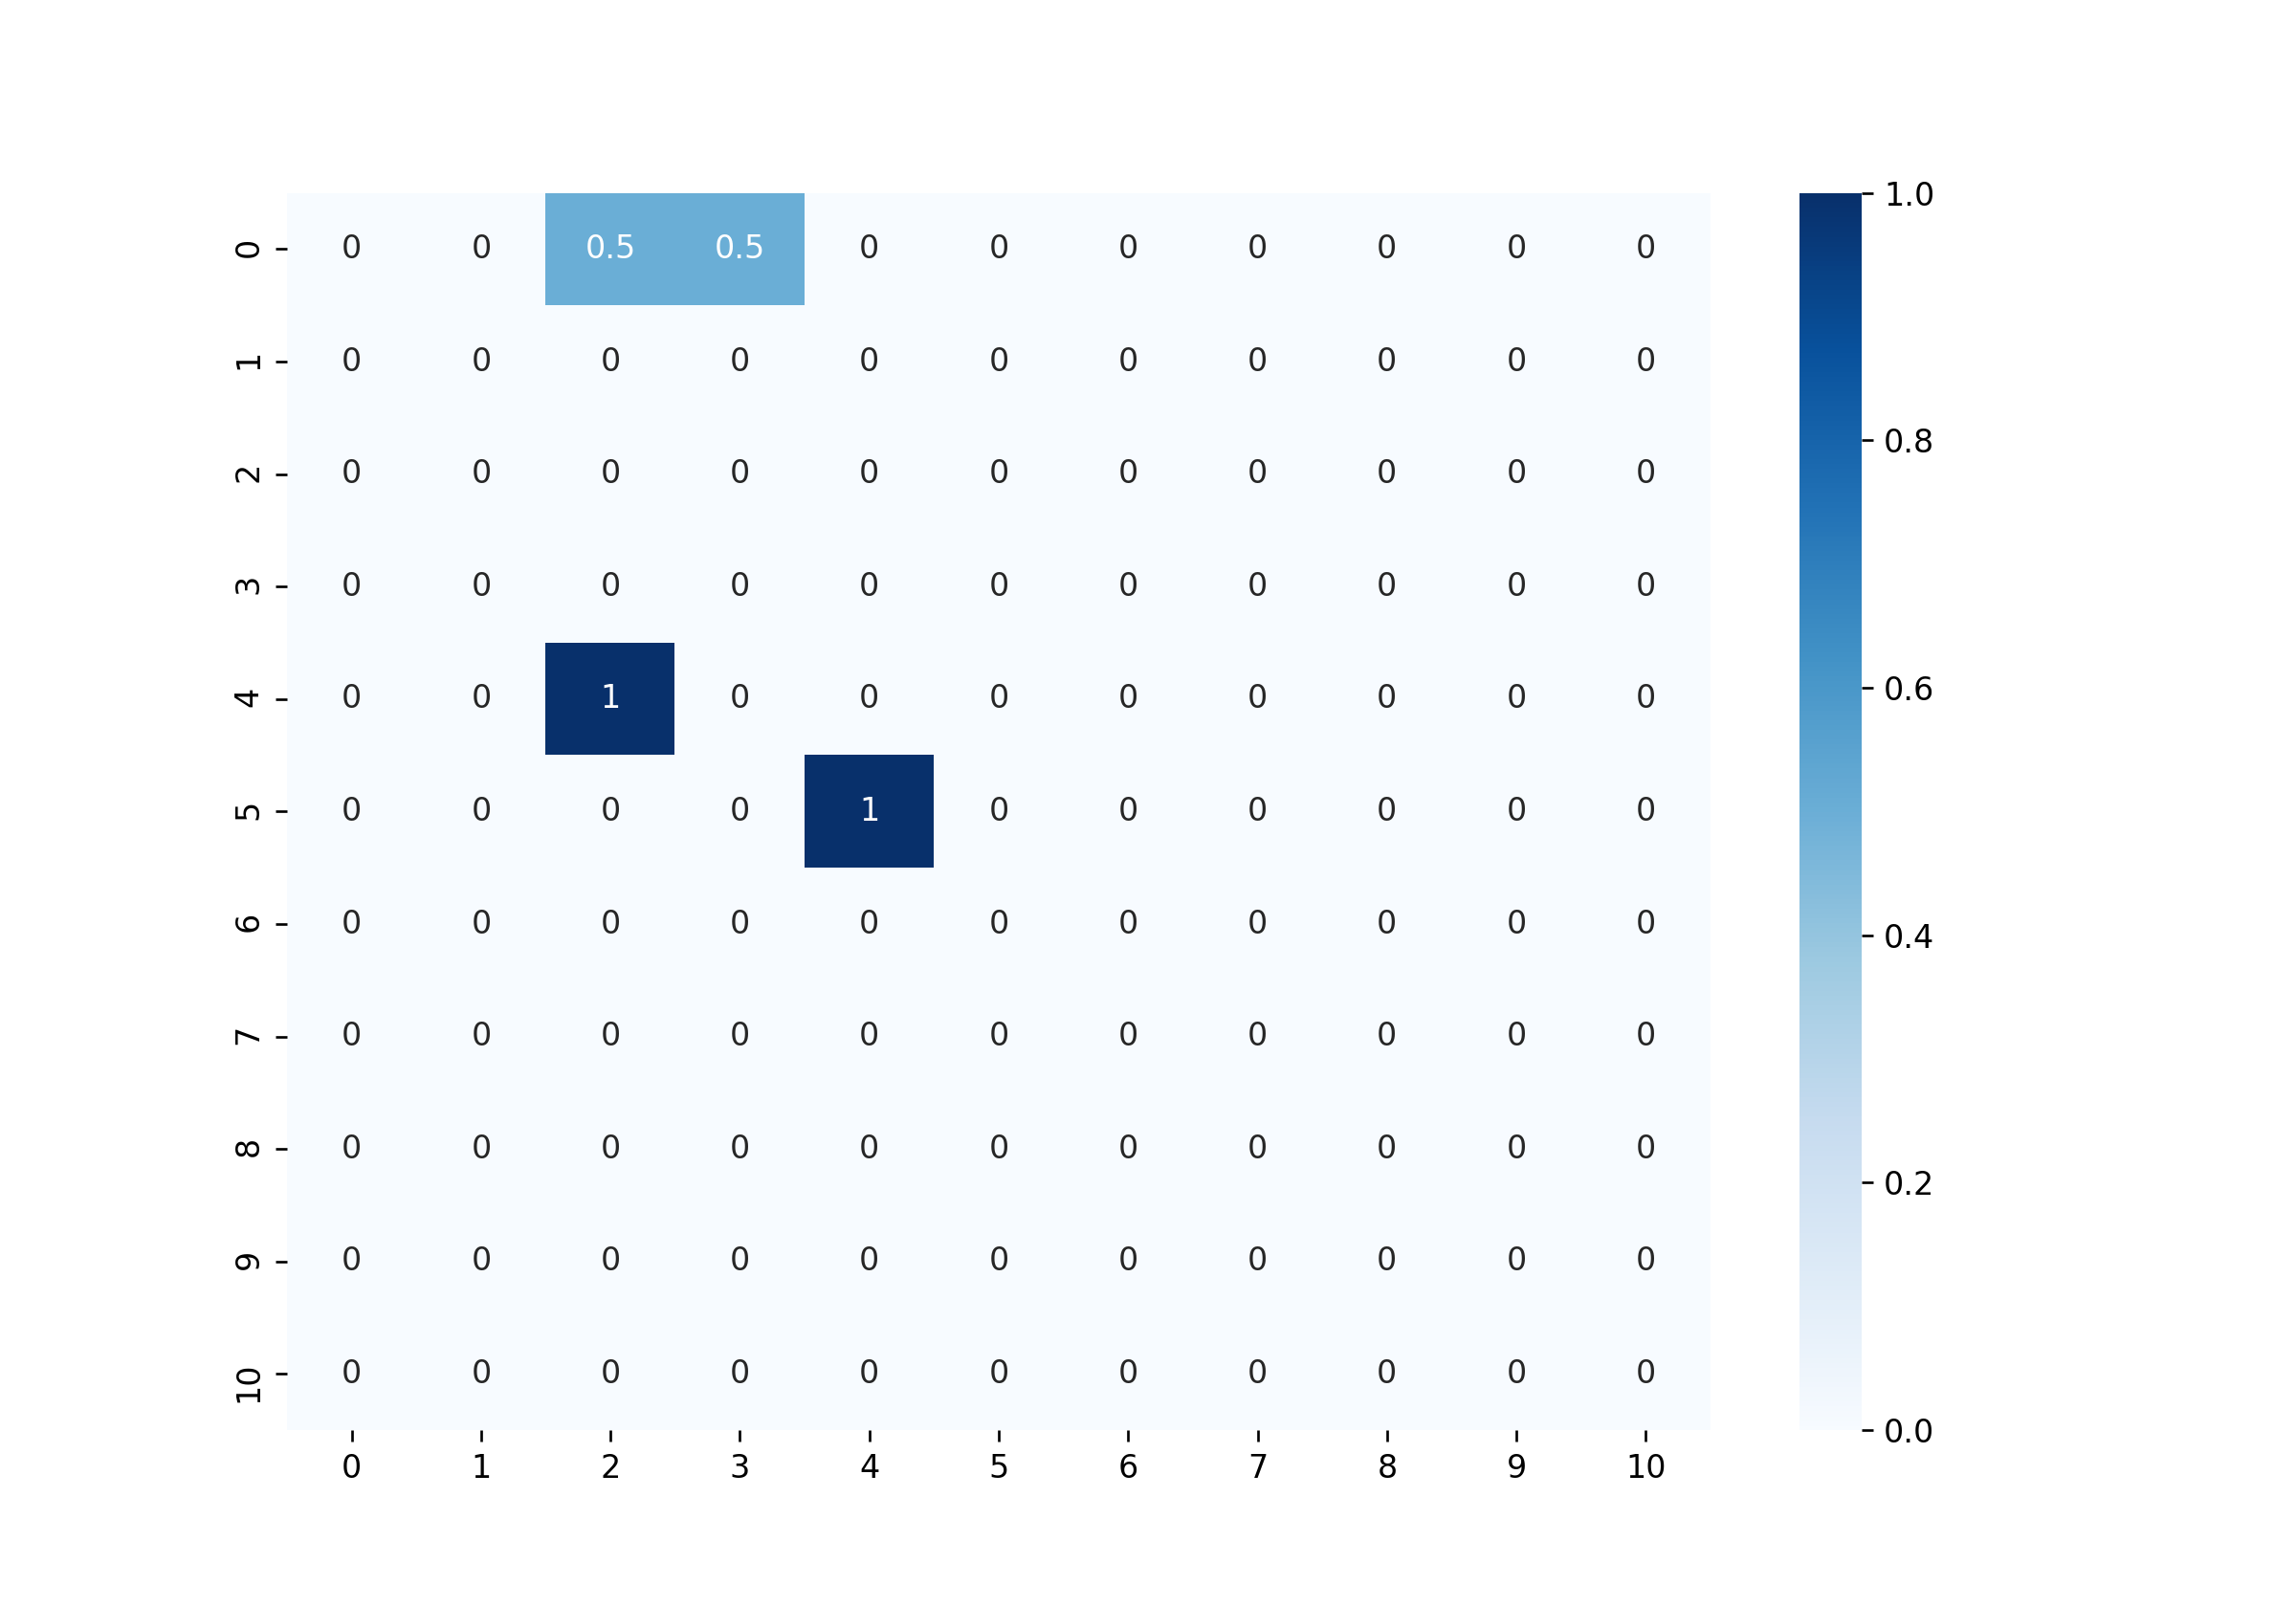 1.0
0 0 0 0.5 0.5 0 0 0 0 0 0 0
1 0 0 0 0 0 0 0 0 0 0 0
0.8
2 0 0 0 0 0 0 0 0 0 0 0
3 0 0 0 0 0 0 0 0 0 0 0
0.6
4 0 0 1 0 0 0 0 0 0 0 0
5 0 0 0 0 1 0 0 0 0 0 0
6 0 0 0 0 0 0 0 0 0 0 0
0.4
7 0 0 0 0 0 0 0 0 0 0 0
8 0 0 0 0 0 0 0 0 0 0 0
0.2
9 0 0 0 0 0 0 0 0 0 0 0
10 0 0 0 0 0 0 0 0 0 0 0
0.0
0 1 2 3 4 5 6 7 8 9 10